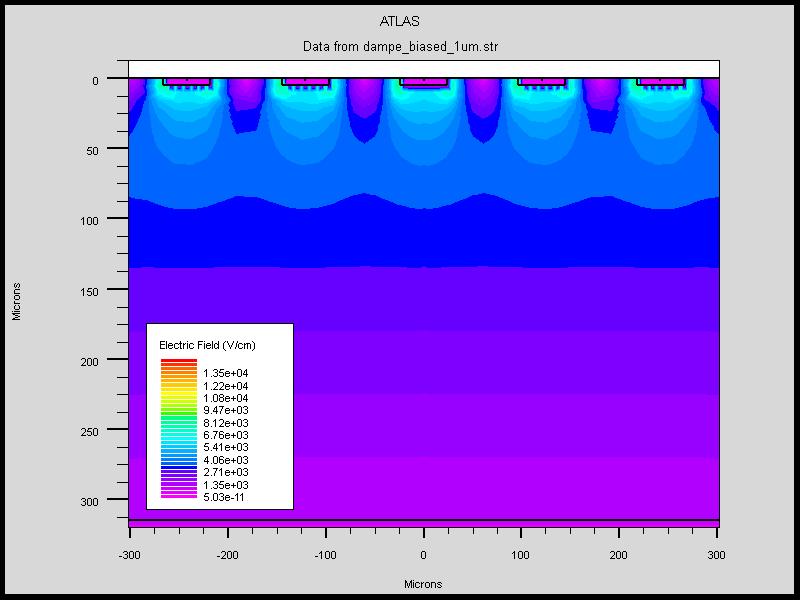 ATLAS
Data from dampe_biased_1um.str
0
50
100
150
200
250
300
Microns
Electric Field (V/cm)
1.35e+04
1.22e+04
1.08e+04
9.47e+03
8.12e+03
6.76e+03
5.41e+03
4.06e+03
2.71e+03
1.35e+03
5.03e-11
-300 -200 -100 0 100 200 300
Microns